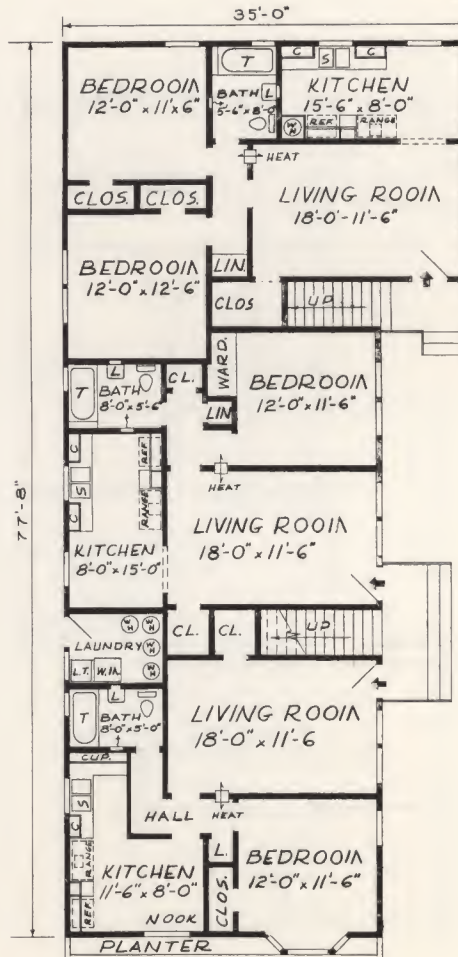 35'-0"
77'-8"
BEDROOM
12'-0" x 11'x6"
T
BATH
L
5'-6" x 8'-0"
C
S
C
KITCHEN
15'-6" x 8'-0"
W.H.
REF
RANGE
HEAT
CLOS.
CLOS.
LIVING ROOM
18'-0'-11'-6"
BEDROOM
12'-0" x 12'-6"
LIN.
CLOS
UP
L
T
BATH
8'-0" x 5'-6"
CL.
WARD.
LIN
BEDROOM
12'-0" x 11'-6"
C
REF
S
C
RANGE
HEAT
KITCHEN
8'-0" x 15'-0"
LIVING ROOM
18'-0" x 11'-6"
LAUNDRY
W.H.
W.H.
W.H.
W.H.
L.T.
W.M.
CL.
CL.
UP
L
T
BATH
8'-0" x 5'-0"
LIVING ROOM
18'-0" x 11'-6
CUP.
S
C
RANGE
REF
HALL
HEAT
KITCHEN
11'-6" x 8'-0"
NOOK
L.
CLOS.
BEDROOM
12'-0" x 11'-6"
PLANTER